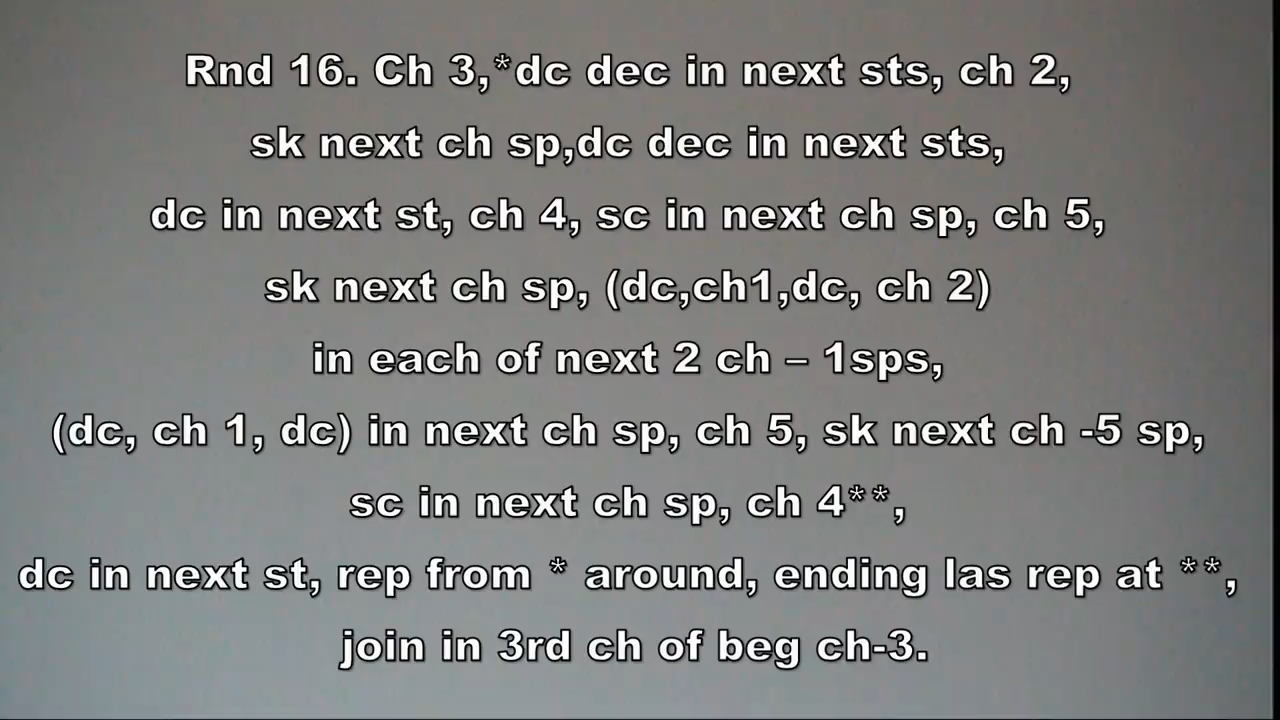 Rnd 16. Ch 3,*dc dec in next sts, ch 2,
sk next ch sp,dc dec in next sts,
dc in next st, ch 4, sc in next ch sp, ch 5,
sk next ch sp, (dc,ch1,dc, ch 2)
in each of next 2 ch – 1sps,
(dc, ch 1, dc) in next ch sp, ch 5, sk next ch -5 sp,
sc in next ch sp, ch 4**,
dc in next st, rep from * around, ending las rep at **,
join in 3rd ch of beg ch-3.